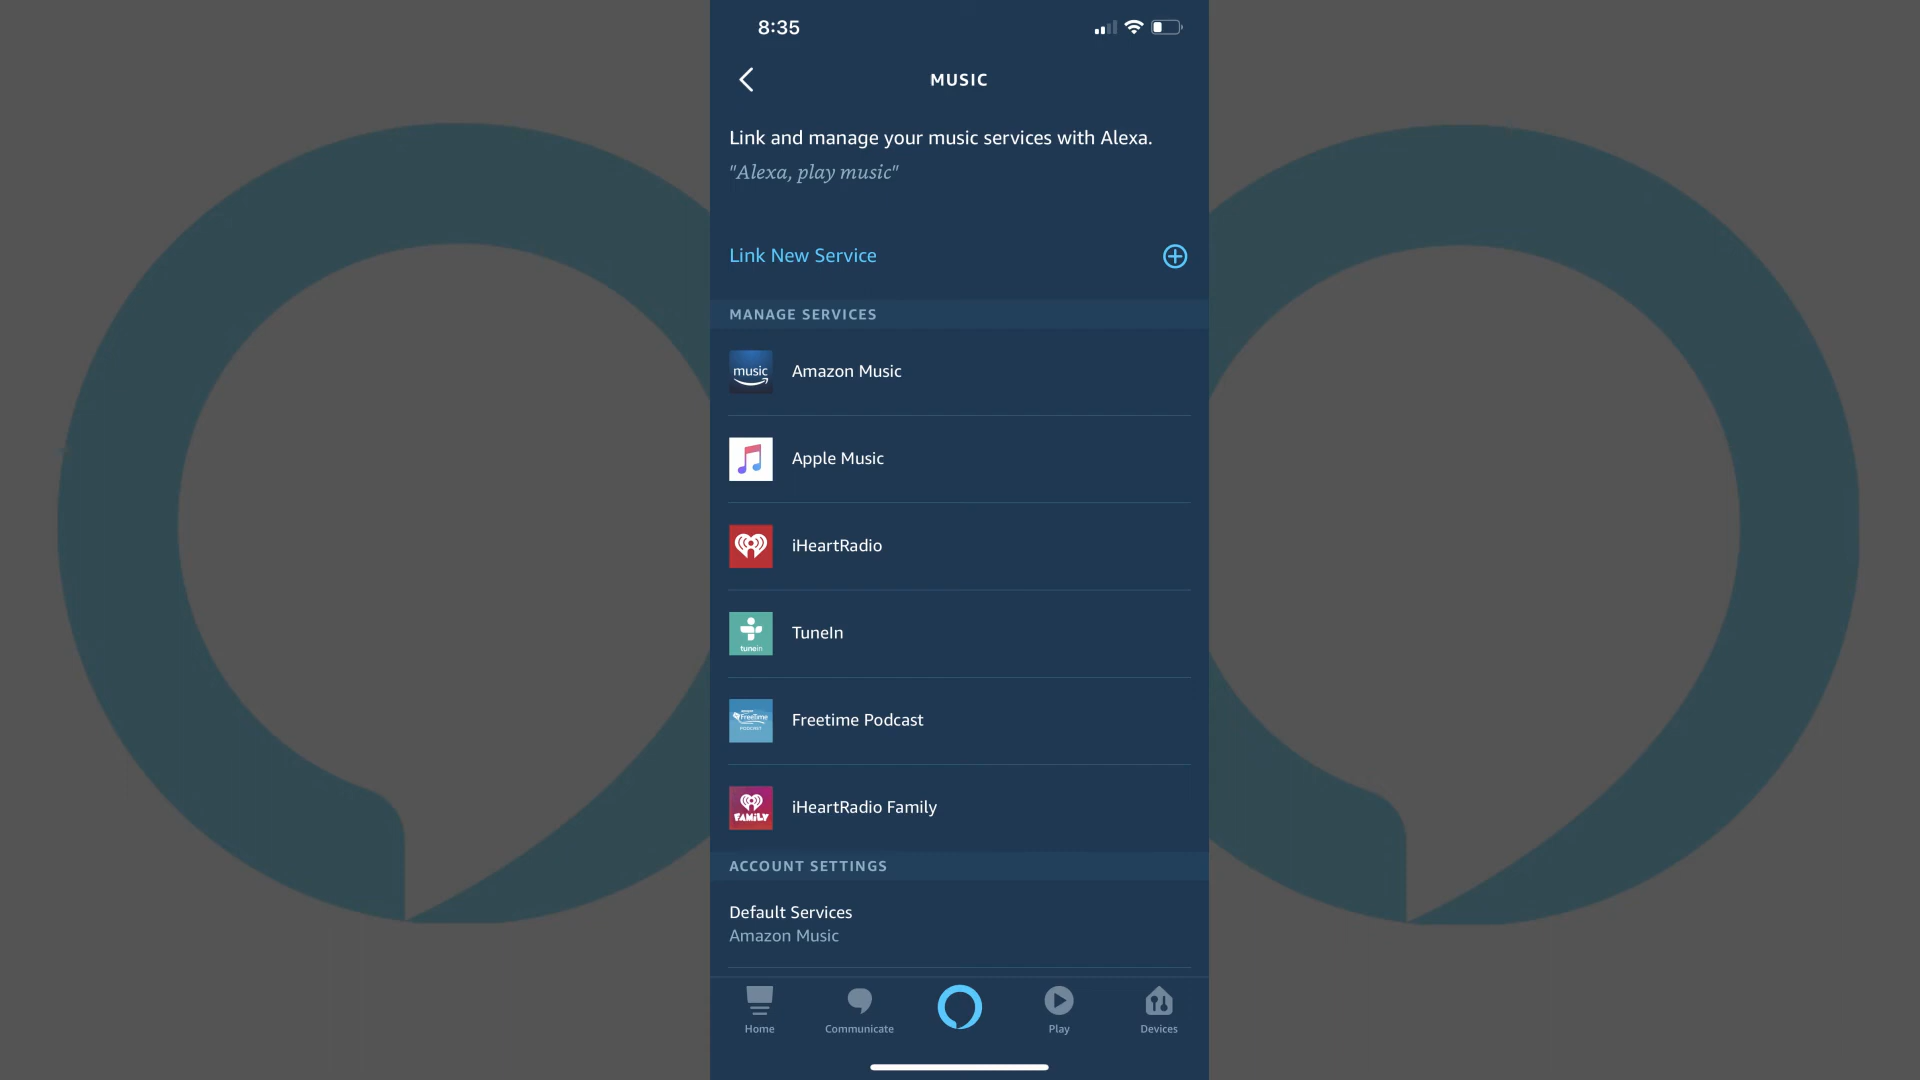 8:35
MUSIC
Link and manage your music services with Alexa.
"Alexa, play music"
Link New Service
MANAGE SERVICES
music
Amazon Music
Apple Music
iHeartRadio
tunein
TuneIn
FreeTime
PODCAST
Freetime Podcast
FAMILY
iHeartRadio Family
ACCOUNT SETTINGS
Default Services
Amazon Music
Home
Communicate
Play
Devices